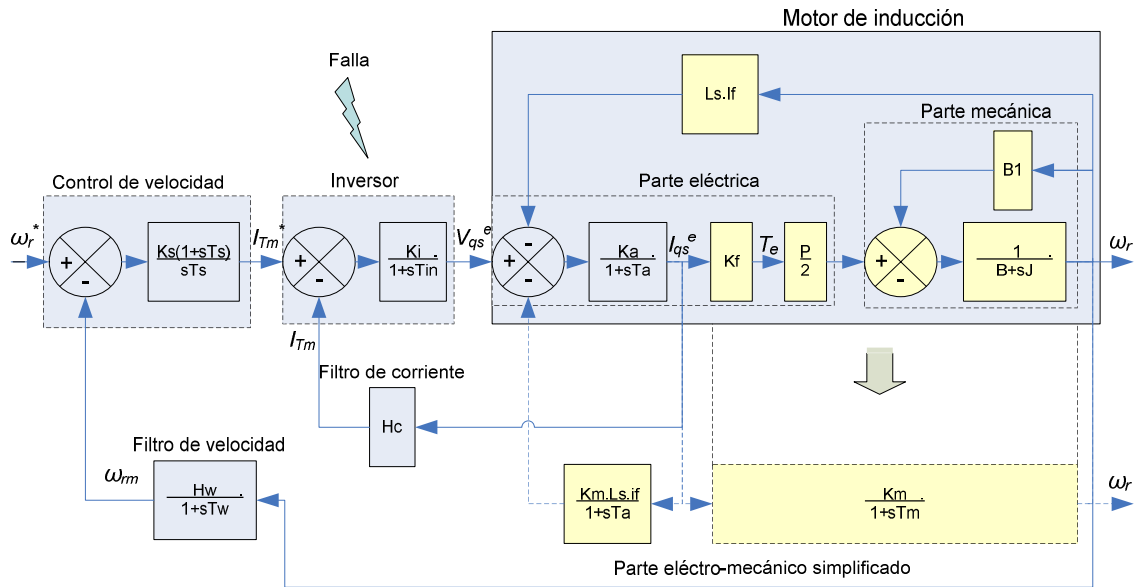 Motor de inducción
Falla
Ls.If
Parte mecánica
B1
Control de velocidad
Inversor
Parte eléctrica
ωr*
+
-
Ks(1+sTs)
sTs
ITm*
+
-
Ki .
1+sTin
Vqs e
+
-
-
Ka .
1+sTa
Iqs e
Kf
Te
P
2
+
-
1 .
B+sJ
ωr
ITm
Filtro de corriente
Hc
Filtro de velocidad
ωrm
Hw .
1+sTw
Km.Ls.if
1+sTa
Km .
1+sTm
ωr
Parte eléctro-mecánico simplificado